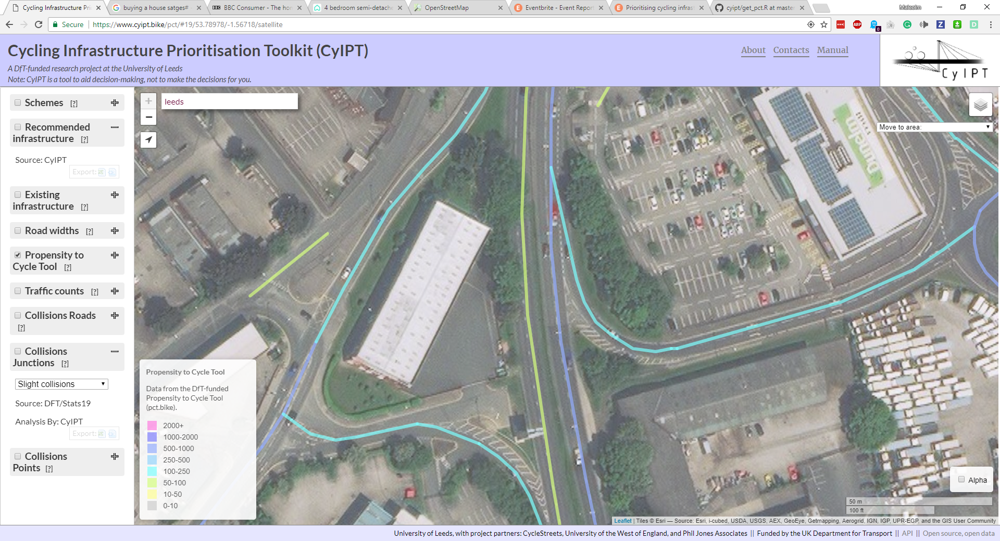 Cycling Infrastructure Pri
buying a house satges#
BBC Consumer - The hor
4 bedroom semi-detache
OpenStreetMap
Eventbrite - Event Report
Prioritising cycling infras
cyipt/get_pct.R at master
Malcolm
Secure
https://www.cyipt.bike/pct/#19/53.78978/-1.56718/satellite
Cycling Infrastructure Prioritisation Toolkit (CyIPT)
A DfT-funded research project at the University of Leeds
Note: CyIPT is a tool to aid decision-making, not to make the decisions for you.
About
Contacts
Manual
CyIPT
Schemes [?]
Recommended
infrastructure [?]
Source: CyIPT
Export:
Existing
infrastructure [?]
Road widths [?]
Propensity to
Cycle Tool [?]
Traffic counts [?]
Collisions Roads
[?]
Collisions
Junctions [?]
Slight collisions
Source: DFT/Stats19
Analysis By: CyIPT
Export:
Collisions
Points [?]
+
−
leeds
Move to area:
Dunelm
Propensity to Cycle Tool
Data from the DfT-funded
Propensity to Cycle Tool
(pct.bike).
2000+
1000-2000
500-1000
250-500
100-250
50-100
10-50
0-10
Alpha
50 m
100 ft
Leaflet | Tiles © Esri — Source: Esri, i-cubed, USDA, USGS, AEX, GeoEye, Getmapping, Aerogrid, IGN, IGP, UPR-EGP, and the GIS User Community
University of Leeds, with project partners: CycleStreets, University of the West of England, and Phil Jones Associates || Funded by the UK Department for Transport || API || Open source, open data